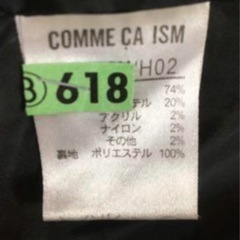 COMME ÇA ISM
Ⓑ 618
WH02
74%
テル 20%
アクリル 2%
ナイロン 2%
その他 2%
裏地 ポリエステル 100%